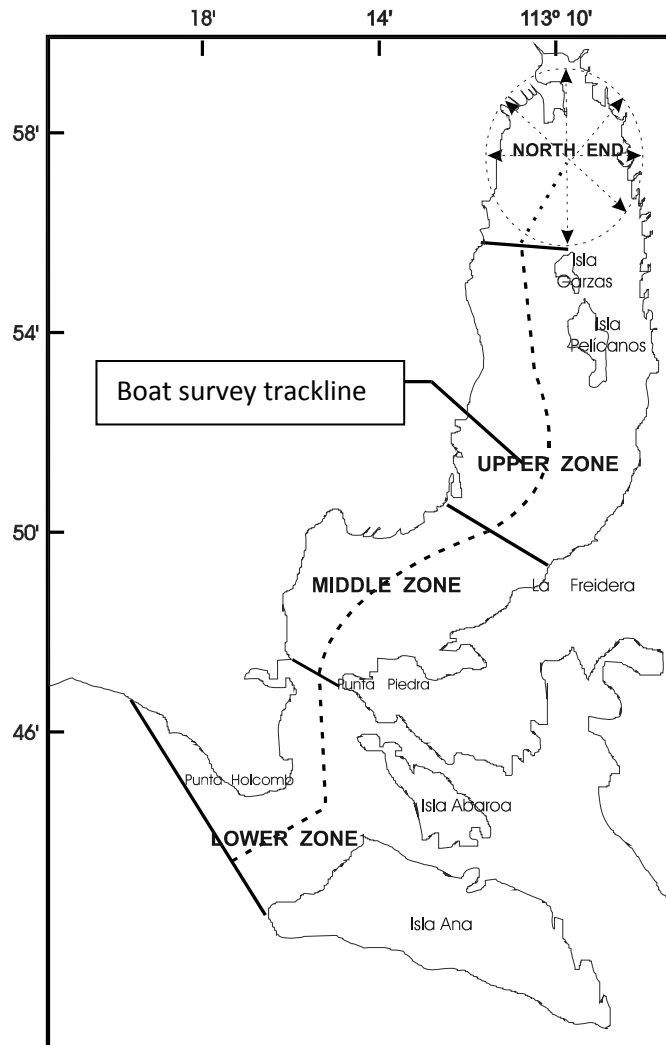 18' 14' 113º 10'
58'
NORTH END
Isla
Garzas
54'
Isla
Pelícanos
Boat survey trackline
UPPER ZONE
50'
MIDDLE ZONE
La Freidera
Punta Piedra
46'
Punta Holcomb
Isla Abaroa
LOWER ZONE
Isla Ana